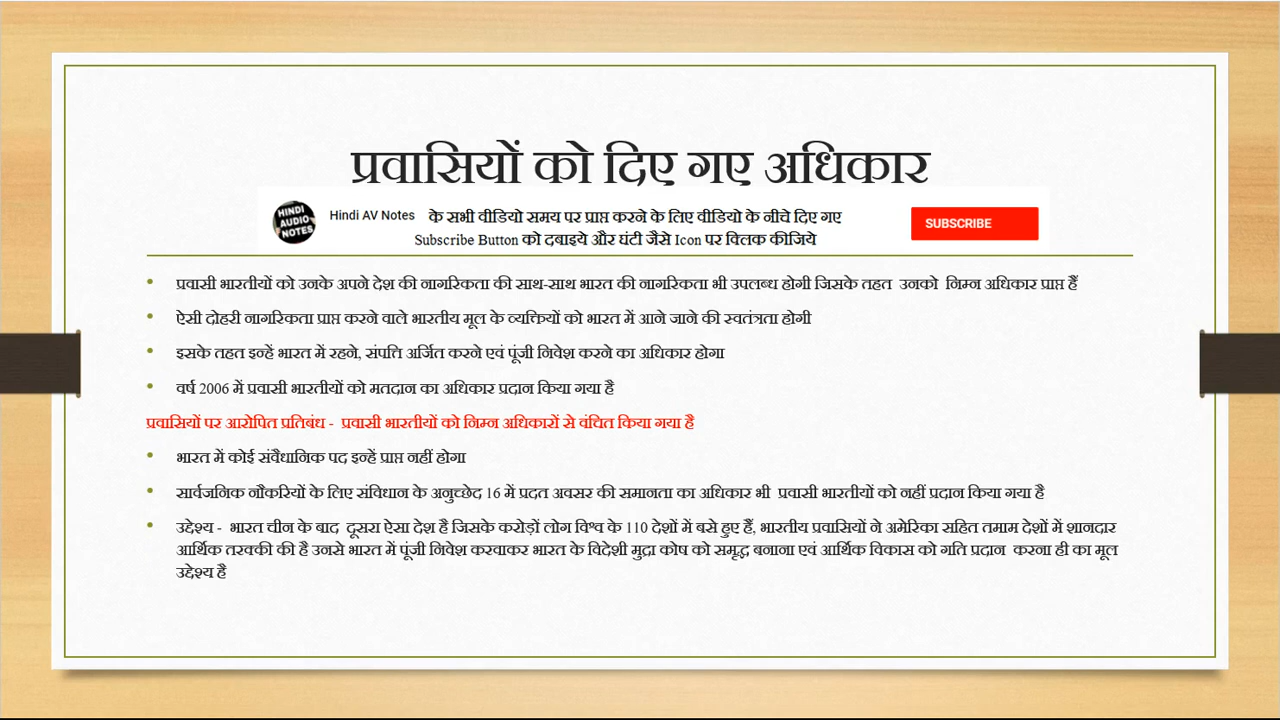 प्रवासियों को दिए गए अधिकार
HINDI AUDIO NOTES
Hindi AV Notes के सभी वीडियो समय पर प्राप्त करने के लिए वीडियो के नीचे दिए गए
Subscribe Button को दबाइये और घंटी जैसे Icon पर क्लिक कीजिये
SUBSCRIBE
• प्रवासी भारतीयों को उनके अपने देश की नागरिकता की साथ-साथ भारत की नागरिकता भी उपलब्ध होगी जिसके तहत उनको निम्न अधिकार प्राप्त हैं
• ऐसी दोहरी नागरिकता प्राप्त करने वाले भारतीय मूल के व्यक्तियों को भारत में आने जाने की स्वतंत्रता होगी
• इसके तहत इन्हें भारत में रहने, संपत्ति अर्जित करने एवं पूंजी निवेश करने का अधिकार होगा
• वर्ष 2006 में प्रवासी भारतीयों को मतदान का अधिकार प्रदान किया गया है
प्रवासियों पर आरोपित प्रतिबंध - प्रवासी भारतीयों को निम्न अधिकारों से वंचित किया गया है
• भारत में कोई संवैधानिक पद इन्हें प्राप्त नहीं होगा
• सार्वजनिक नौकरियों के लिए संविधान के अनुच्छेद 16 में प्रदत अवसर की समानता का अधिकार भी प्रवासी भारतीयों को नहीं प्रदान किया गया है
• उद्देश्य - भारत चीन के बाद दूसरा ऐसा देश है जिसके करोड़ों लोग विश्व के 110 देशों में बसे हुए हैं, भारतीय प्रवासियों ने अमेरिका सहित तमाम देशों में शानदार
आर्थिक तरक्की की है उनसे भारत में पूंजी निवेश करवाकर भारत के विदेशी मुद्रा कोष को समृद्ध बनाना एवं आर्थिक विकास को गति प्रदान करना ही का मूल
उद्देश्य है